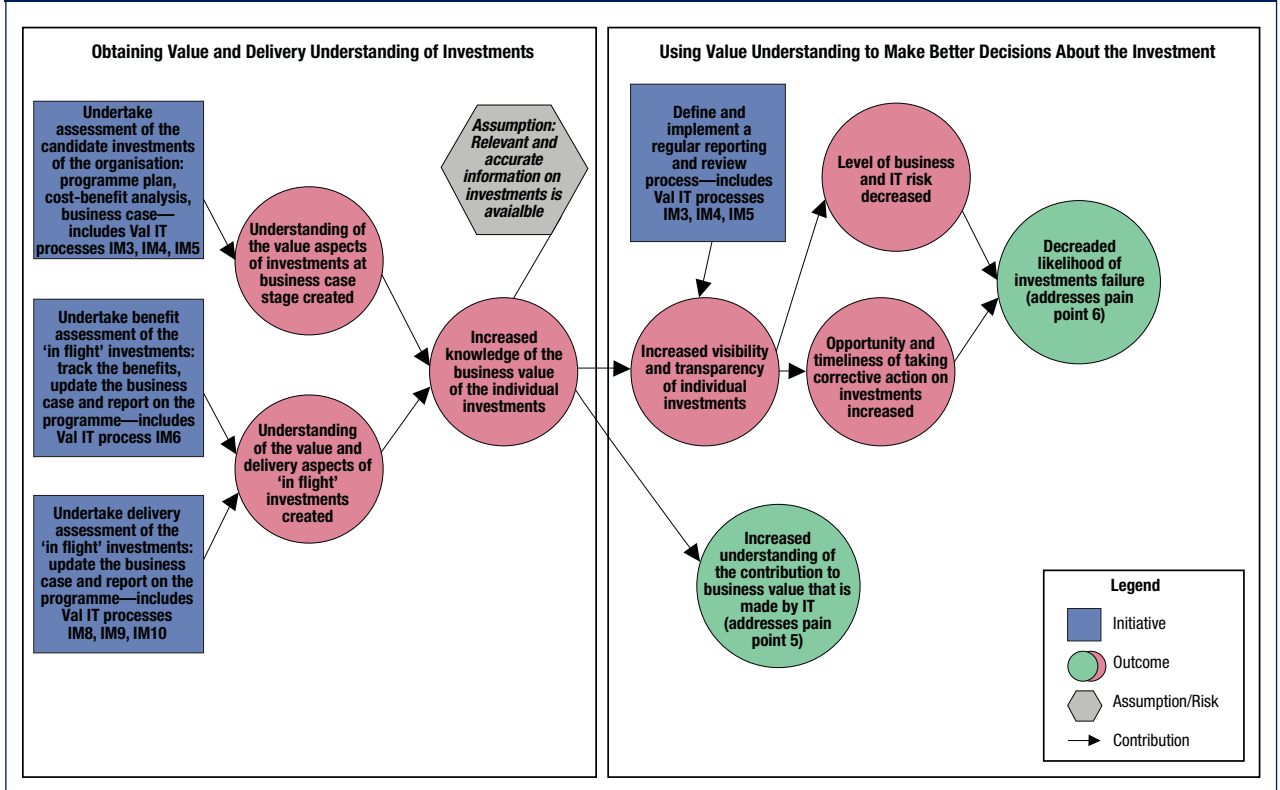 Obtaining Value and Delivery Understanding of Investments
Undertake
assessment of the
candidate investments
of the organisation:
programme plan,
cost-benefit analysis,
business case—
includes Val IT
processes IM3, IM4, IM5
Undertake benefit
assessment of the
‘in flight’ investments:
track the benefits,
update the business
case and report on the
programme—includes
Val IT process IM6
Undertake delivery
assessment of the
‘in flight’ investments:
update the business
case and report on the
programme—includes
Val IT processes
IM8, IM9, IM10
Understanding of
the value aspects
of investments at
business case
stage created
Understanding
of the value and
delivery aspects of
‘in flight’
investments
created
Assumption:
Relevant and
accurate
information on
investments is
avaialble
Increased
knowledge of the
business value
of the individual
investments
Using Value Understanding to Make Better Decisions About the Investment
Define and
implement a
regular reporting
and review
process—includes
Val IT processes
IM3, IM4, IM5
Increased visibility
and transparency
of individual
investments
Level of business
and IT risk
decreased
Opportunity and
timeliness of taking
corrective action on
investments
increased
Decreaded
likelihood of
investments failure
(addresses pain
point 6)
Increased
understanding of
the contribution to
business value that is
made by IT
(addresses pain
point 5)
Legend
Initiative
Outcome
Assumption/Risk
Contribution